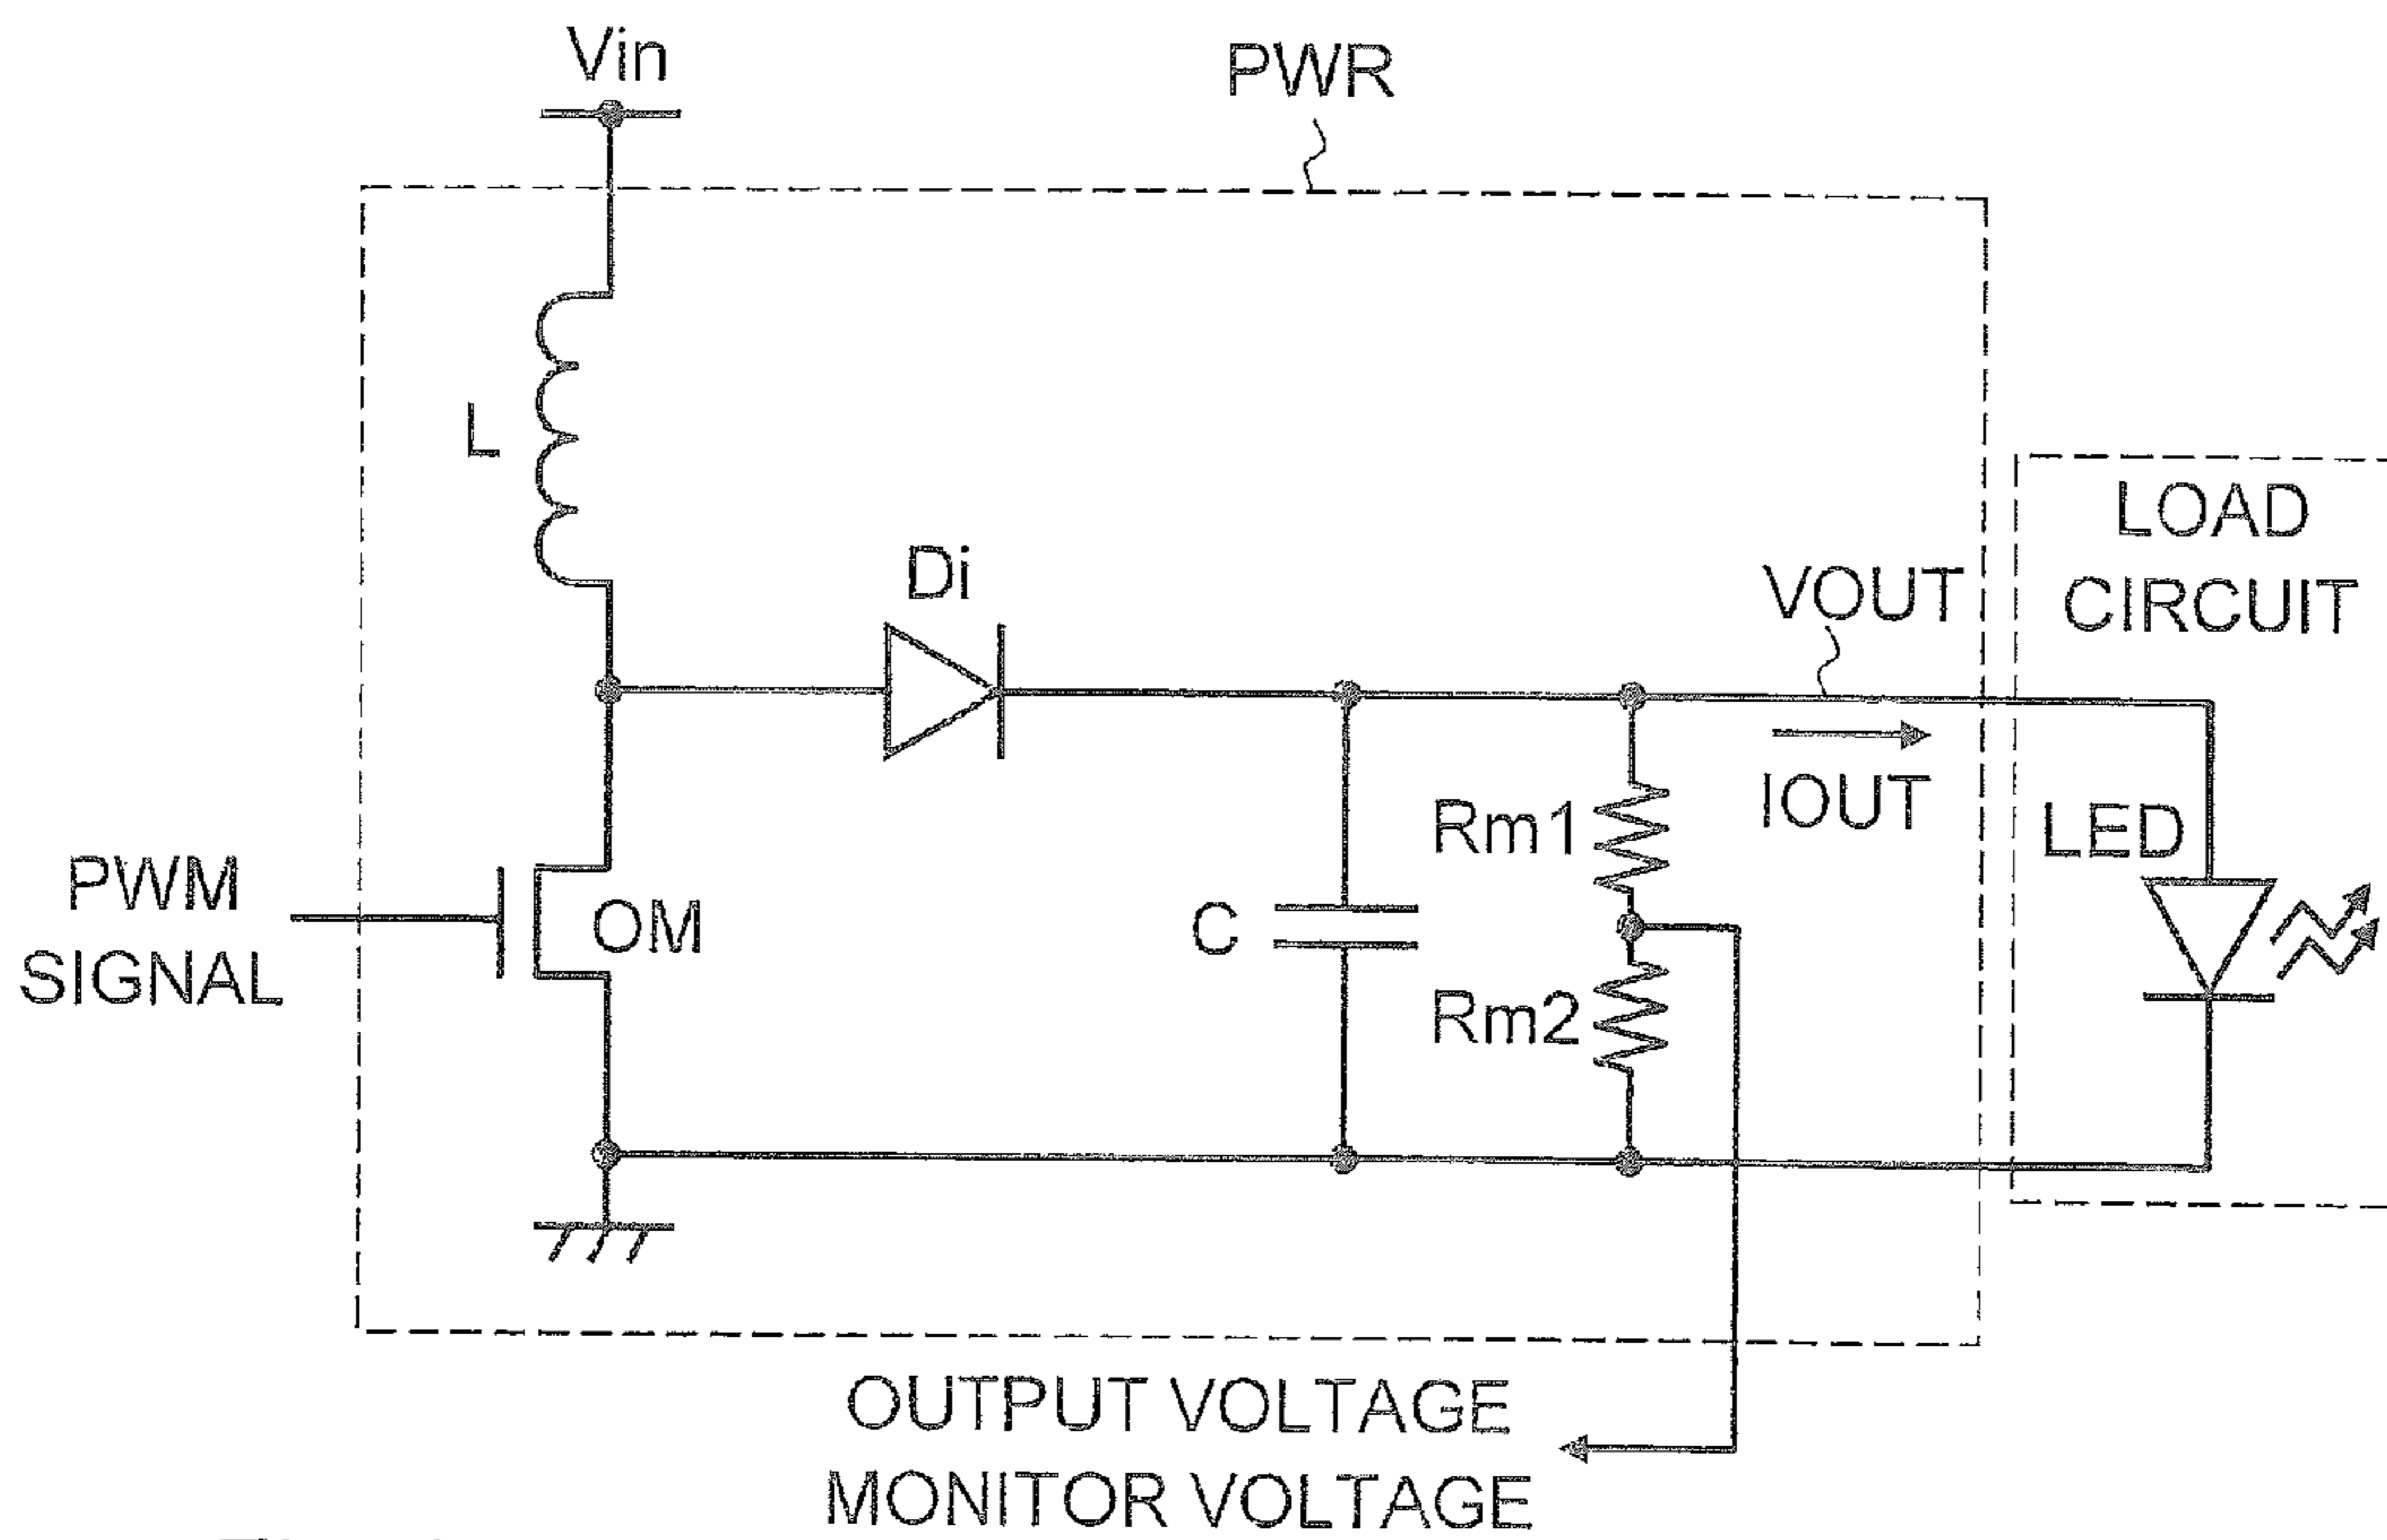 Vin
PWR
L
Di
VOUT
LOAD
CIRCUIT
IOUT
LED
Rm1
PWM
SIGNAL
OM
C
Rm2
OUTPUT VOLTAGE
MONITOR VOLTAGE